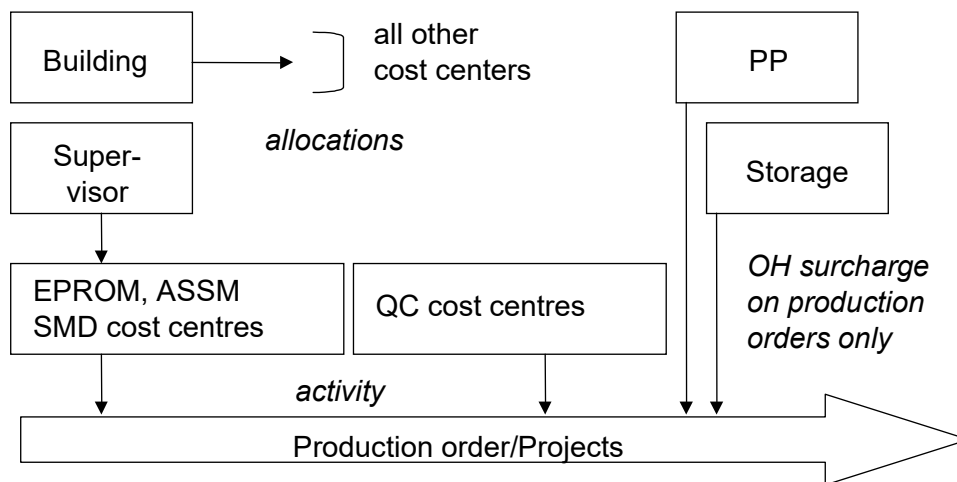 Building
all other
cost centers
PP
allocations
Super-
visor
Storage
EPROM, ASSM
SMD cost centres
QC cost centres
OH surcharge
on production
orders only
activity
Production order/Projects